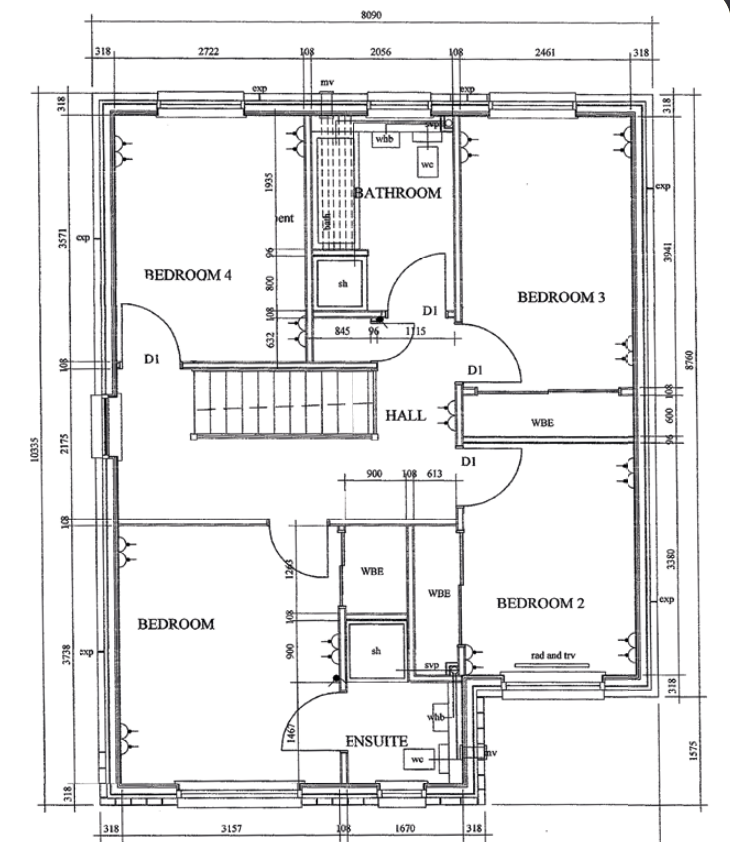 8090
318 2722 108 2056 108 2461 318
mv
exp exp
318 318
whb svp
wc
BATHROOM
1935
bath
exp
exp
3571
96
3941
sh
BEDROOM 4
800
BEDROOM 3
D1
108
845 96 1115
632
D1
D1
108
8760
108
HALL
600
WBE
96
10335
2175
D1
900 108 613
108
1263
WBE
3380
WBE
exp
BEDROOM 2
BEDROOM
108
900
sh
rad and trv
exp
3738
svp
318
whb
1467
ENSUITE
wc
mv
1575
318
318 3157 108 1670 318